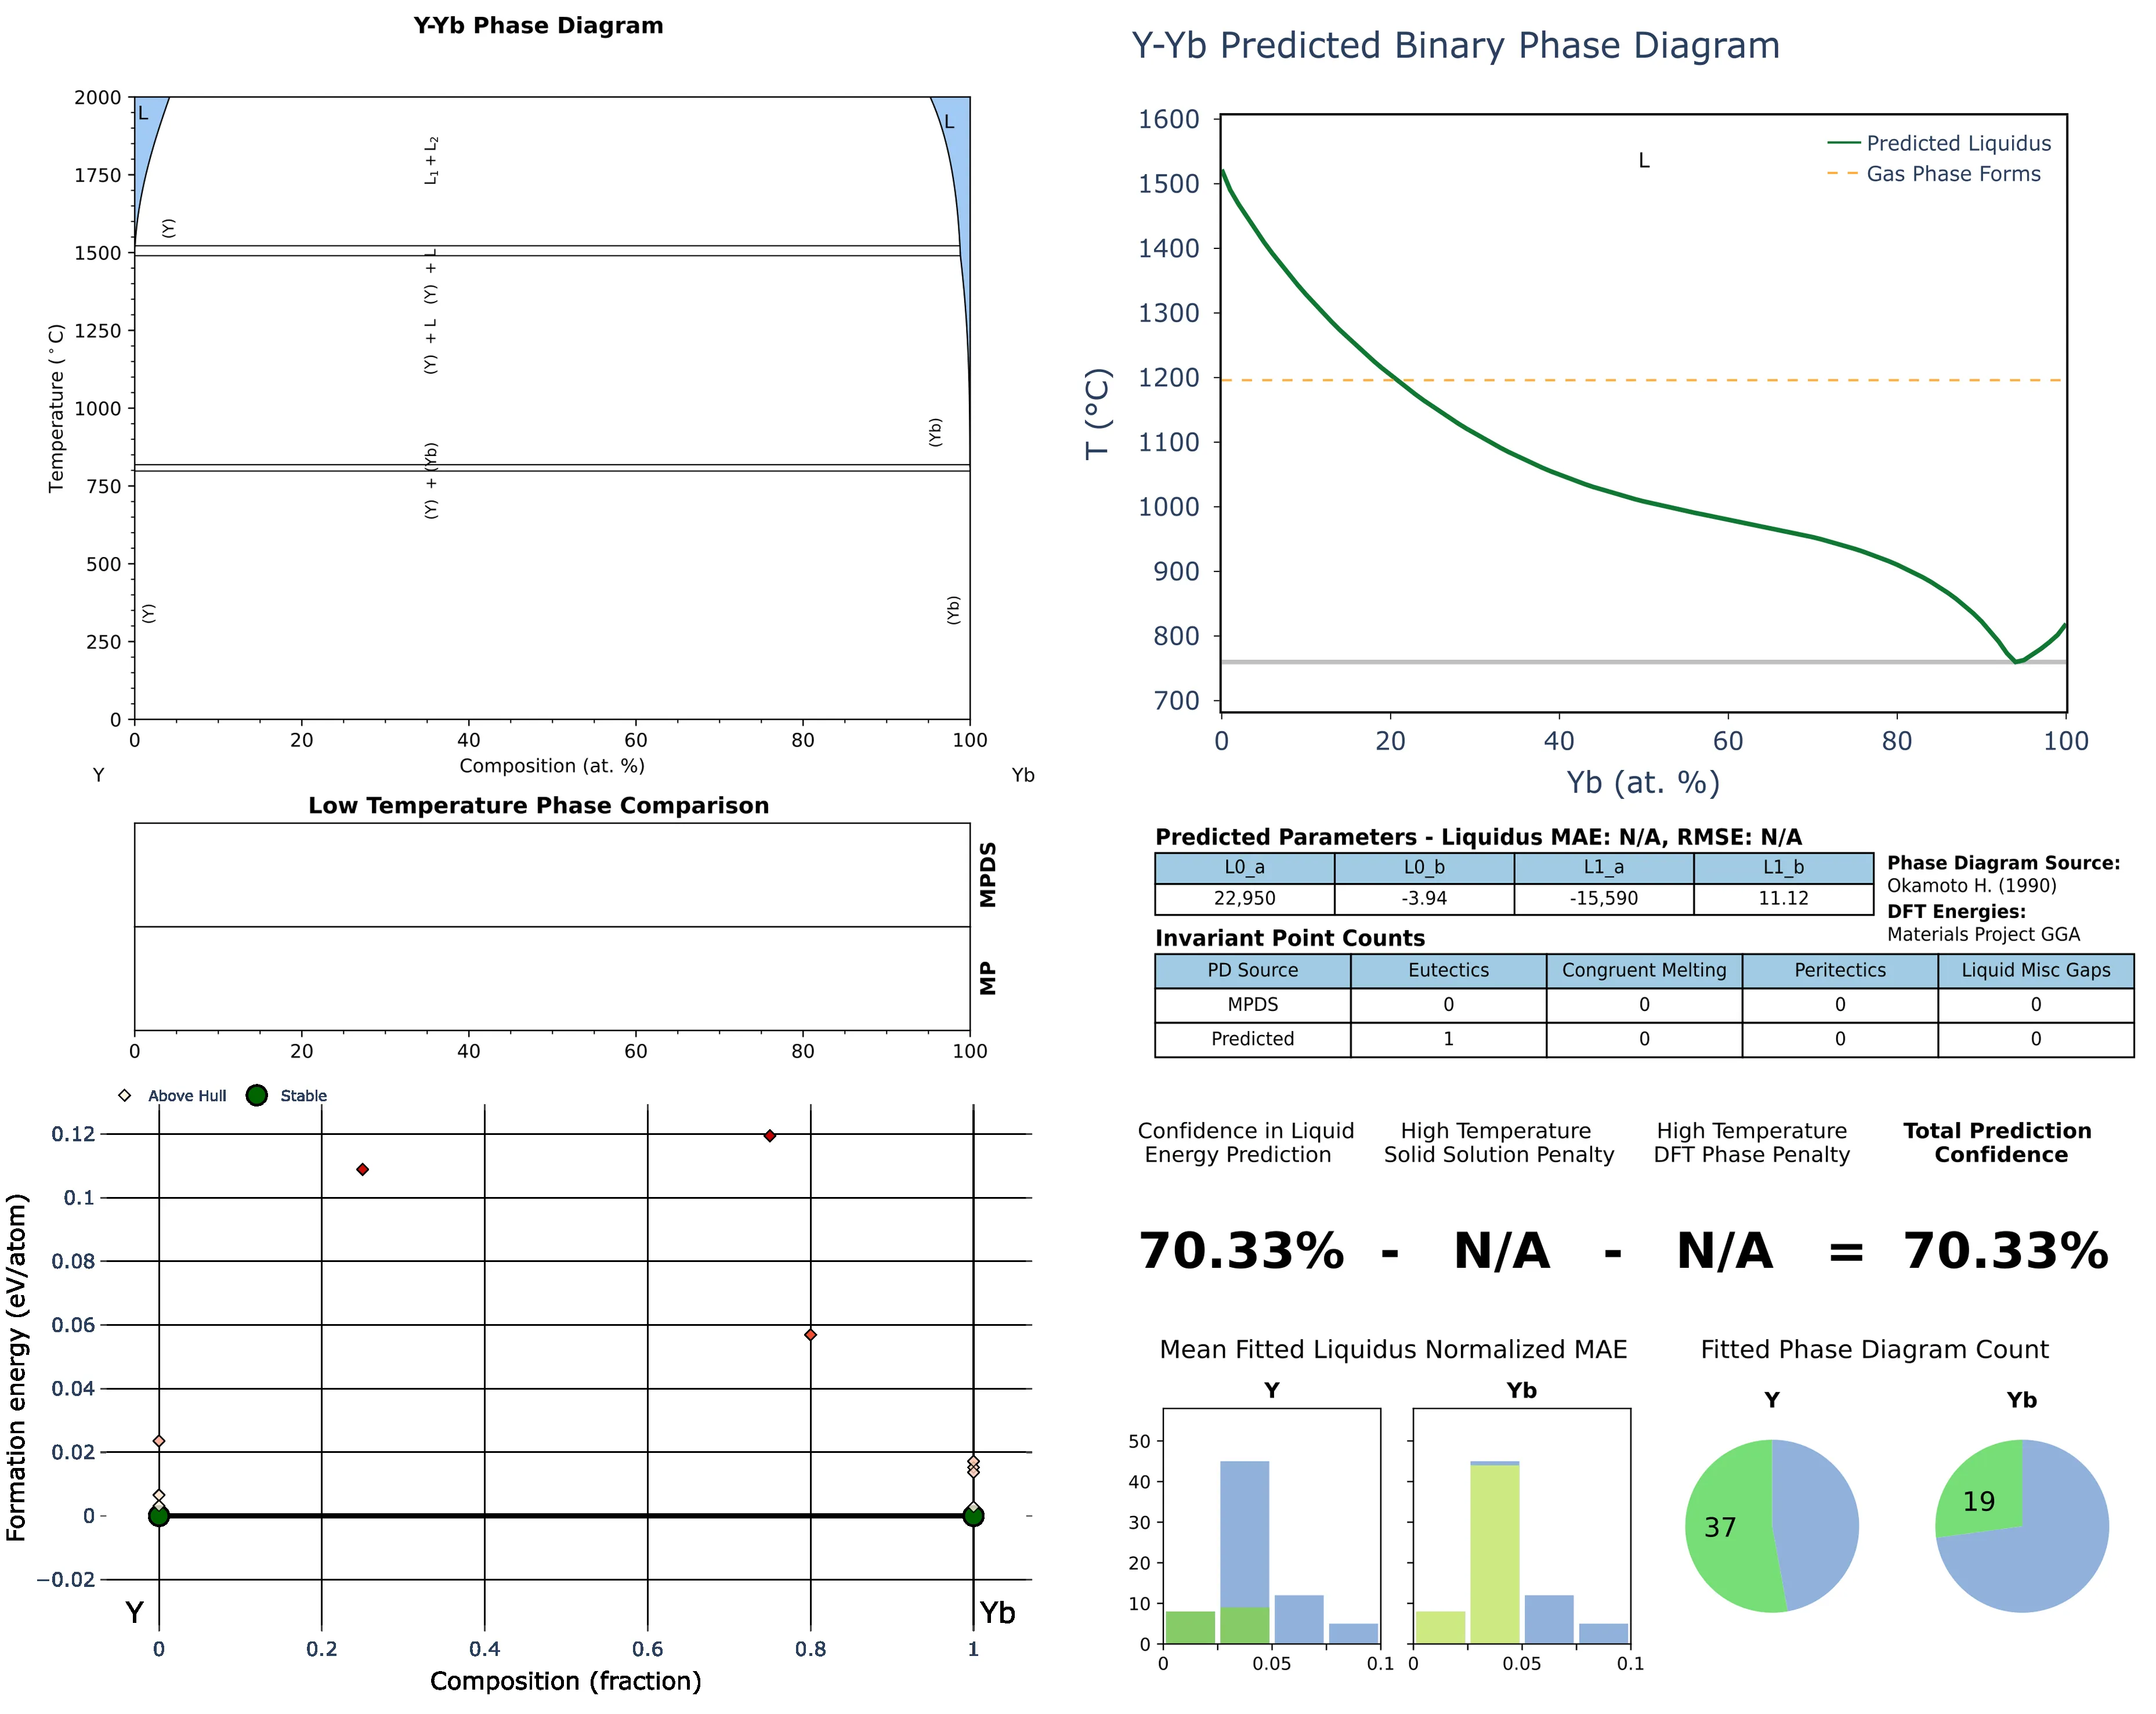 Y-Yb Phase Diagram
2000
1750
1500
1250
1000
750
500
250
0
Temperature (°C)
L
L
L₁ + L₂
(Y)
(Y) + L
(Y) + L
(Yb)
(Y) + (Yb)
(Y)
(Yb)
0 20 40 60 80 100
Composition (at. %)
Y Yb
Low Temperature Phase Comparison
MPDS
MP
0 20 40 60 80 100
Above Hull Stable
0.12
0.1
0.08
0.06
0.04
0.02
0
−0.02
Formation energy (eV/atom)
Y Yb
0 0.2 0.4 0.6 0.8 1
Composition (fraction)
Y-Yb Predicted Binary Phase Diagram
1600
1500
1400
1300
1200
1100
1000
900
800
700
T (°C)
L
Predicted Liquidus
Gas Phase Forms
0 20 40 60 80 100
Yb (at. %)
Predicted Parameters - Liquidus MAE: N/A, RMSE: N/A
L0_a L0_b L1_a L1_b
22,950 -3.94 -15,590 11.12
Phase Diagram Source:
Okamoto H. (1990)
DFT Energies:
Materials Project GGA
Invariant Point Counts
PD Source Eutectics Congruent Melting Peritectics Liquid Misc Gaps
MPDS 0 0 0 0
Predicted 1 0 0 0
Confidence in Liquid
Energy Prediction
High Temperature
Solid Solution Penalty
High Temperature
DFT Phase Penalty
Total Prediction
Confidence
70.33% - N/A - N/A = 70.33%
Mean Fitted Liquidus Normalized MAE
Y Yb
50
40
30
20
10
0
0 0.05 0.1
0 0.05 0.1
Fitted Phase Diagram Count
Y Yb
37
19